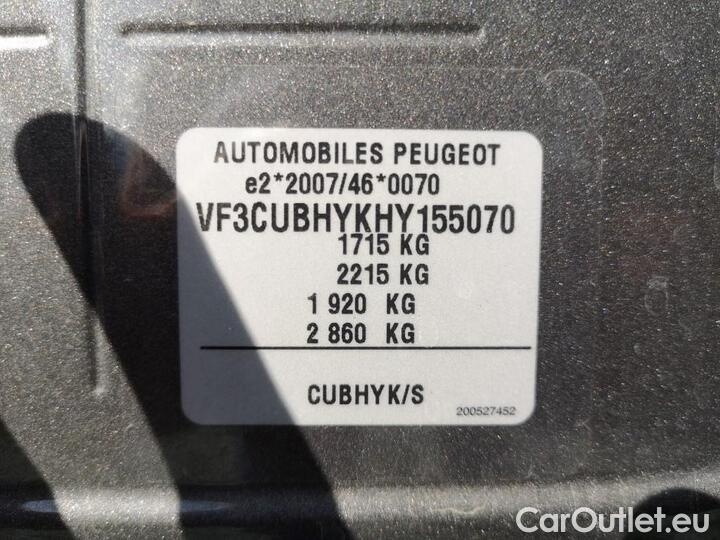 AUTOMOBILES PEUGEOT
e2*2007/46*0070
VF3CUBHYKHY155070
1715 KG
2215 KG
1 920 KG
2 860 KG
CUBHYK/S
200527452
CarOutlet.eu